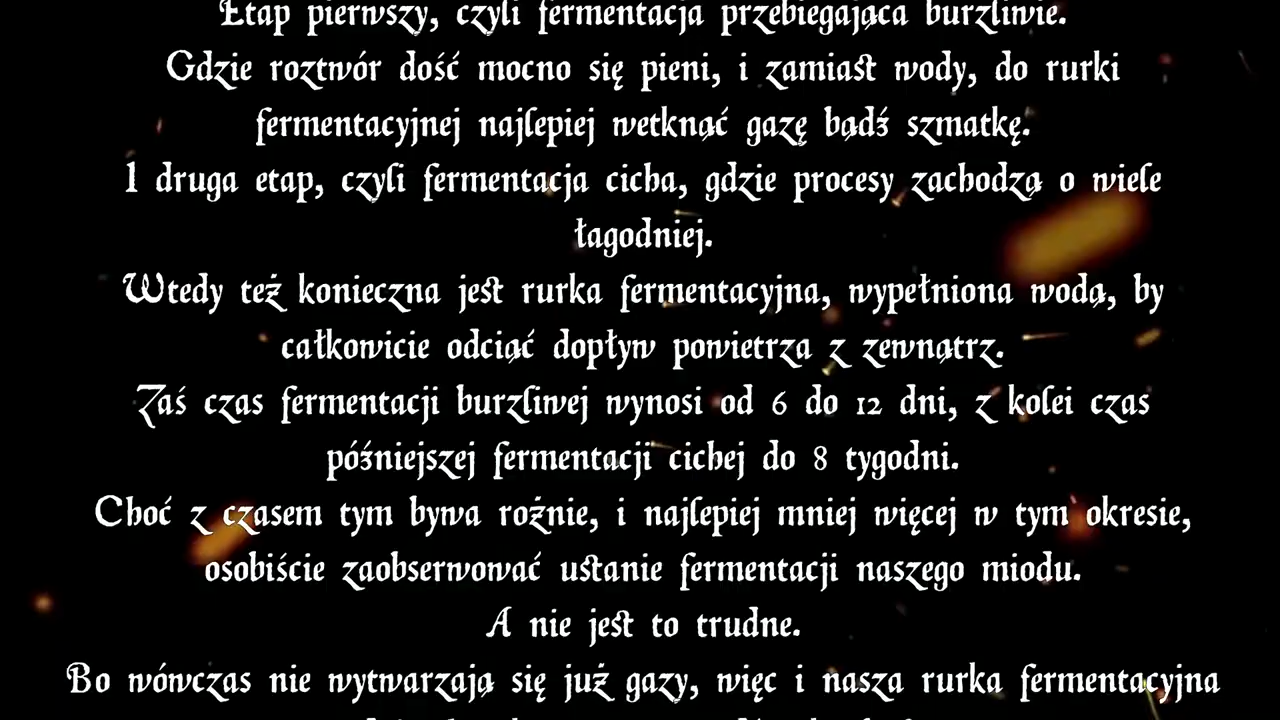 Etap pierwszy, czyli fermentacja przebiegająca burzliwie.
Gdzie roztwór dość mocno się pieni, i zamiast wody, do rurki
fermentacyjnej najlepiej wetknąć gazę bądź szmatkę.
I druga etap, czyli fermentacja cicha, gdzie procesy zachodzą o wiele
łagodniej.
Wtedy też konieczna jest rurka fermentacyjna, wypełniona wodą, by
całkowicie odciąć dopływ powietrza z zewnątrz.
Zaś czas fermentacji burzliwej wynosi od 6 do 12 dni, z kolei czas
późniejszej fermentacji cichej do 8 tygodni.
Choć z czasem tym bywa rożnie, i najlepiej mniej więcej w tym okresie,
osobiście zaobserwować ustanie fermentacji naszego miodu.
A nie jest to trudne.
Bo wówczas nie wytwarzają się już gazy, więc i nasza rurka fermentacyjna